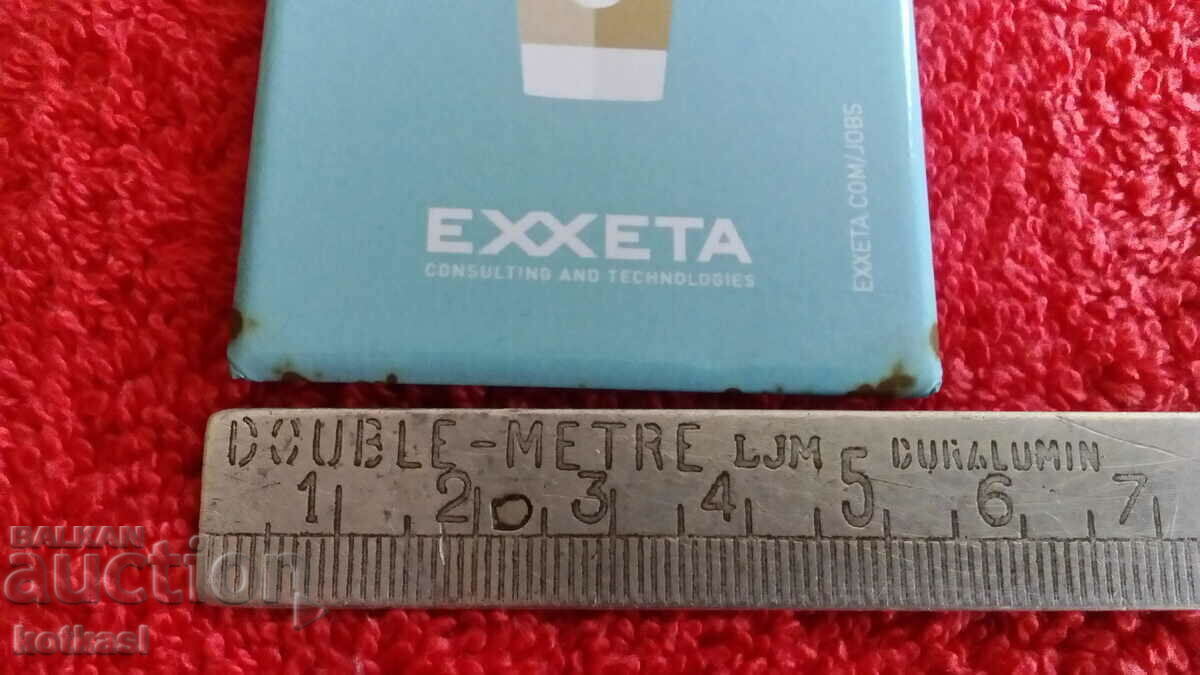 EXXETA
CONSULTING AND TECHNOLOGIES
EXXETA.COM/JOBS
DOUBLE-METRE LJM DURALUMIN
1 2 3 4 5 6 7
BALKAN
auction
kotkasl